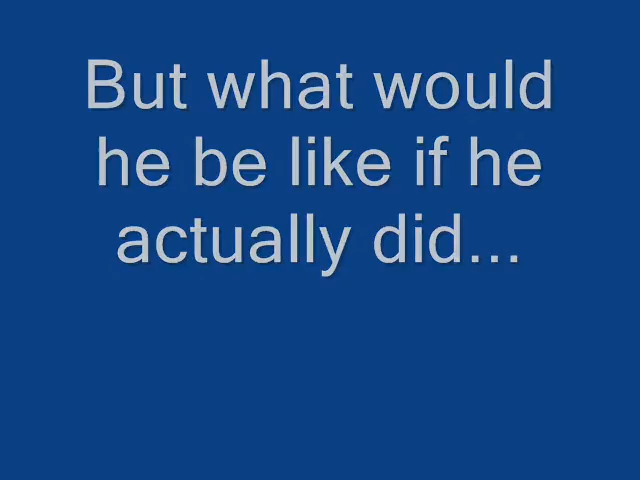 But what would
he be like if he
actually did...